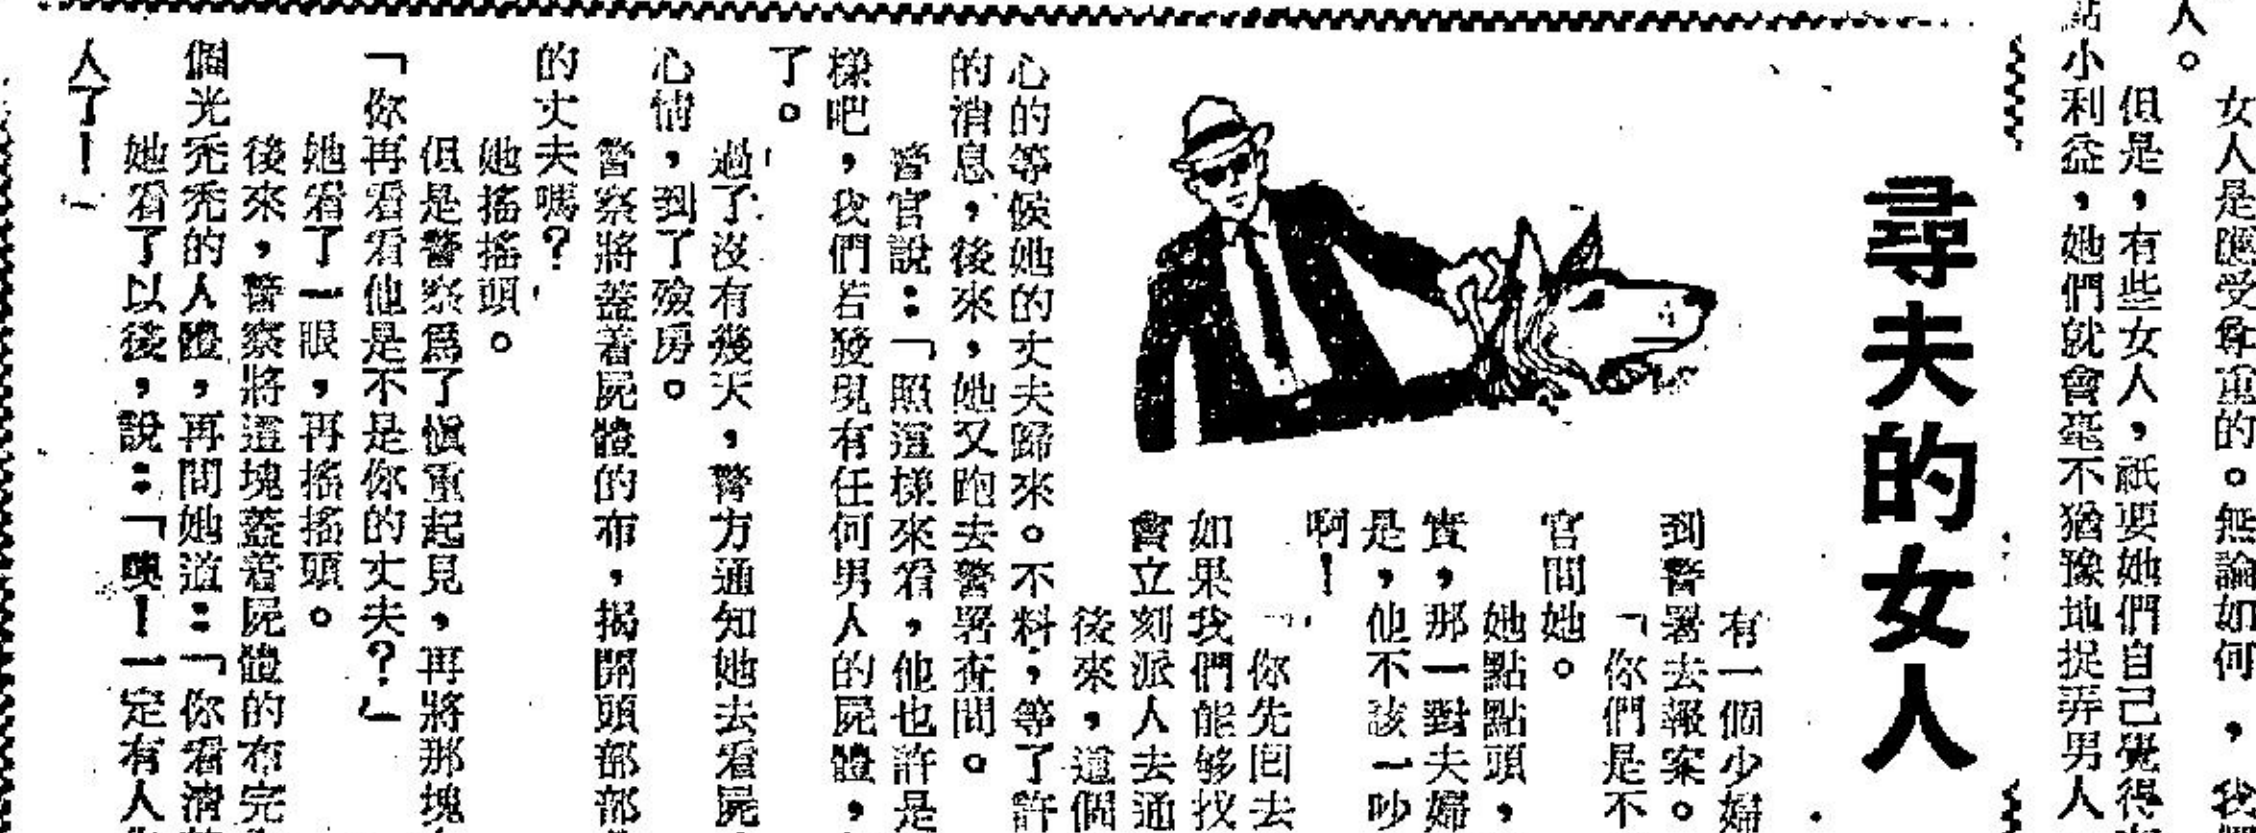 人。
女人是應受尊重的。無論如何，我
但是，有些女人，祇要她們自己覺得
點小利益，她們就會毫不猶豫地捉弄男人
尋夫的女人
有一個少婦
到警署去報案。
「你們是不
官問她。
她點點頭，
實，那一對夫婦
是，他不該一吵
啊！
「你先回去
如果我們能够找
會立刻派人去通
後來，這個
心的等候她的丈夫歸來。不料，等了許
的消息，後來，她又跑去警署查問。
警官說：「照這樣來看，他也許是
樣吧，我們若發現有任何男人的屍體，
了。
過了沒有幾天，警方通知她去看屍
心情，到了殮房。
警察將蓋著屍體的布，揭開頭部部
的丈夫嗎？
她搖搖頭。
但是警察爲了愼重起見，再將那塊
「你再看看他是不是你的丈夫？」
她看了一眼，再搖搖頭。
後來，警察將這塊蓋着屍體的布完
個光禿禿的人體，再問她道：「你看清
她看了以後，說：「噢！一定有人
人了！」